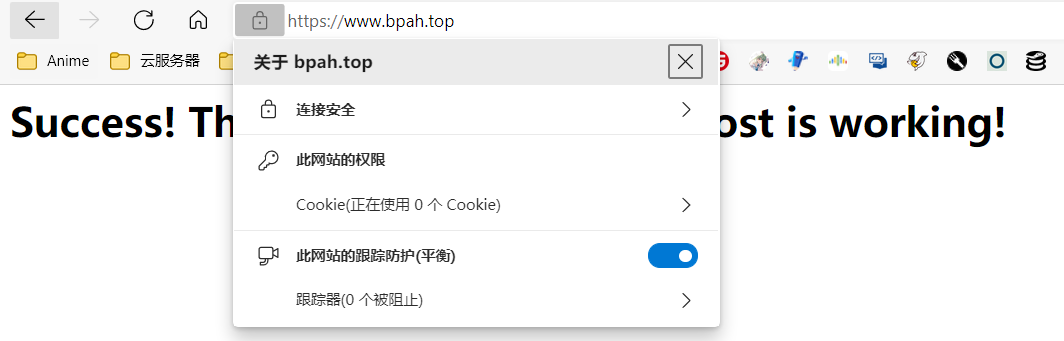 https://www.bpah.top
Anime 云服务器
关于 bpah.top
连接安全
Success! Th ost is working!
此网站的权限
Cookie(正在使用 0 个 Cookie)
此网站的跟踪防护(平衡)
跟踪器(0 个被阻止)